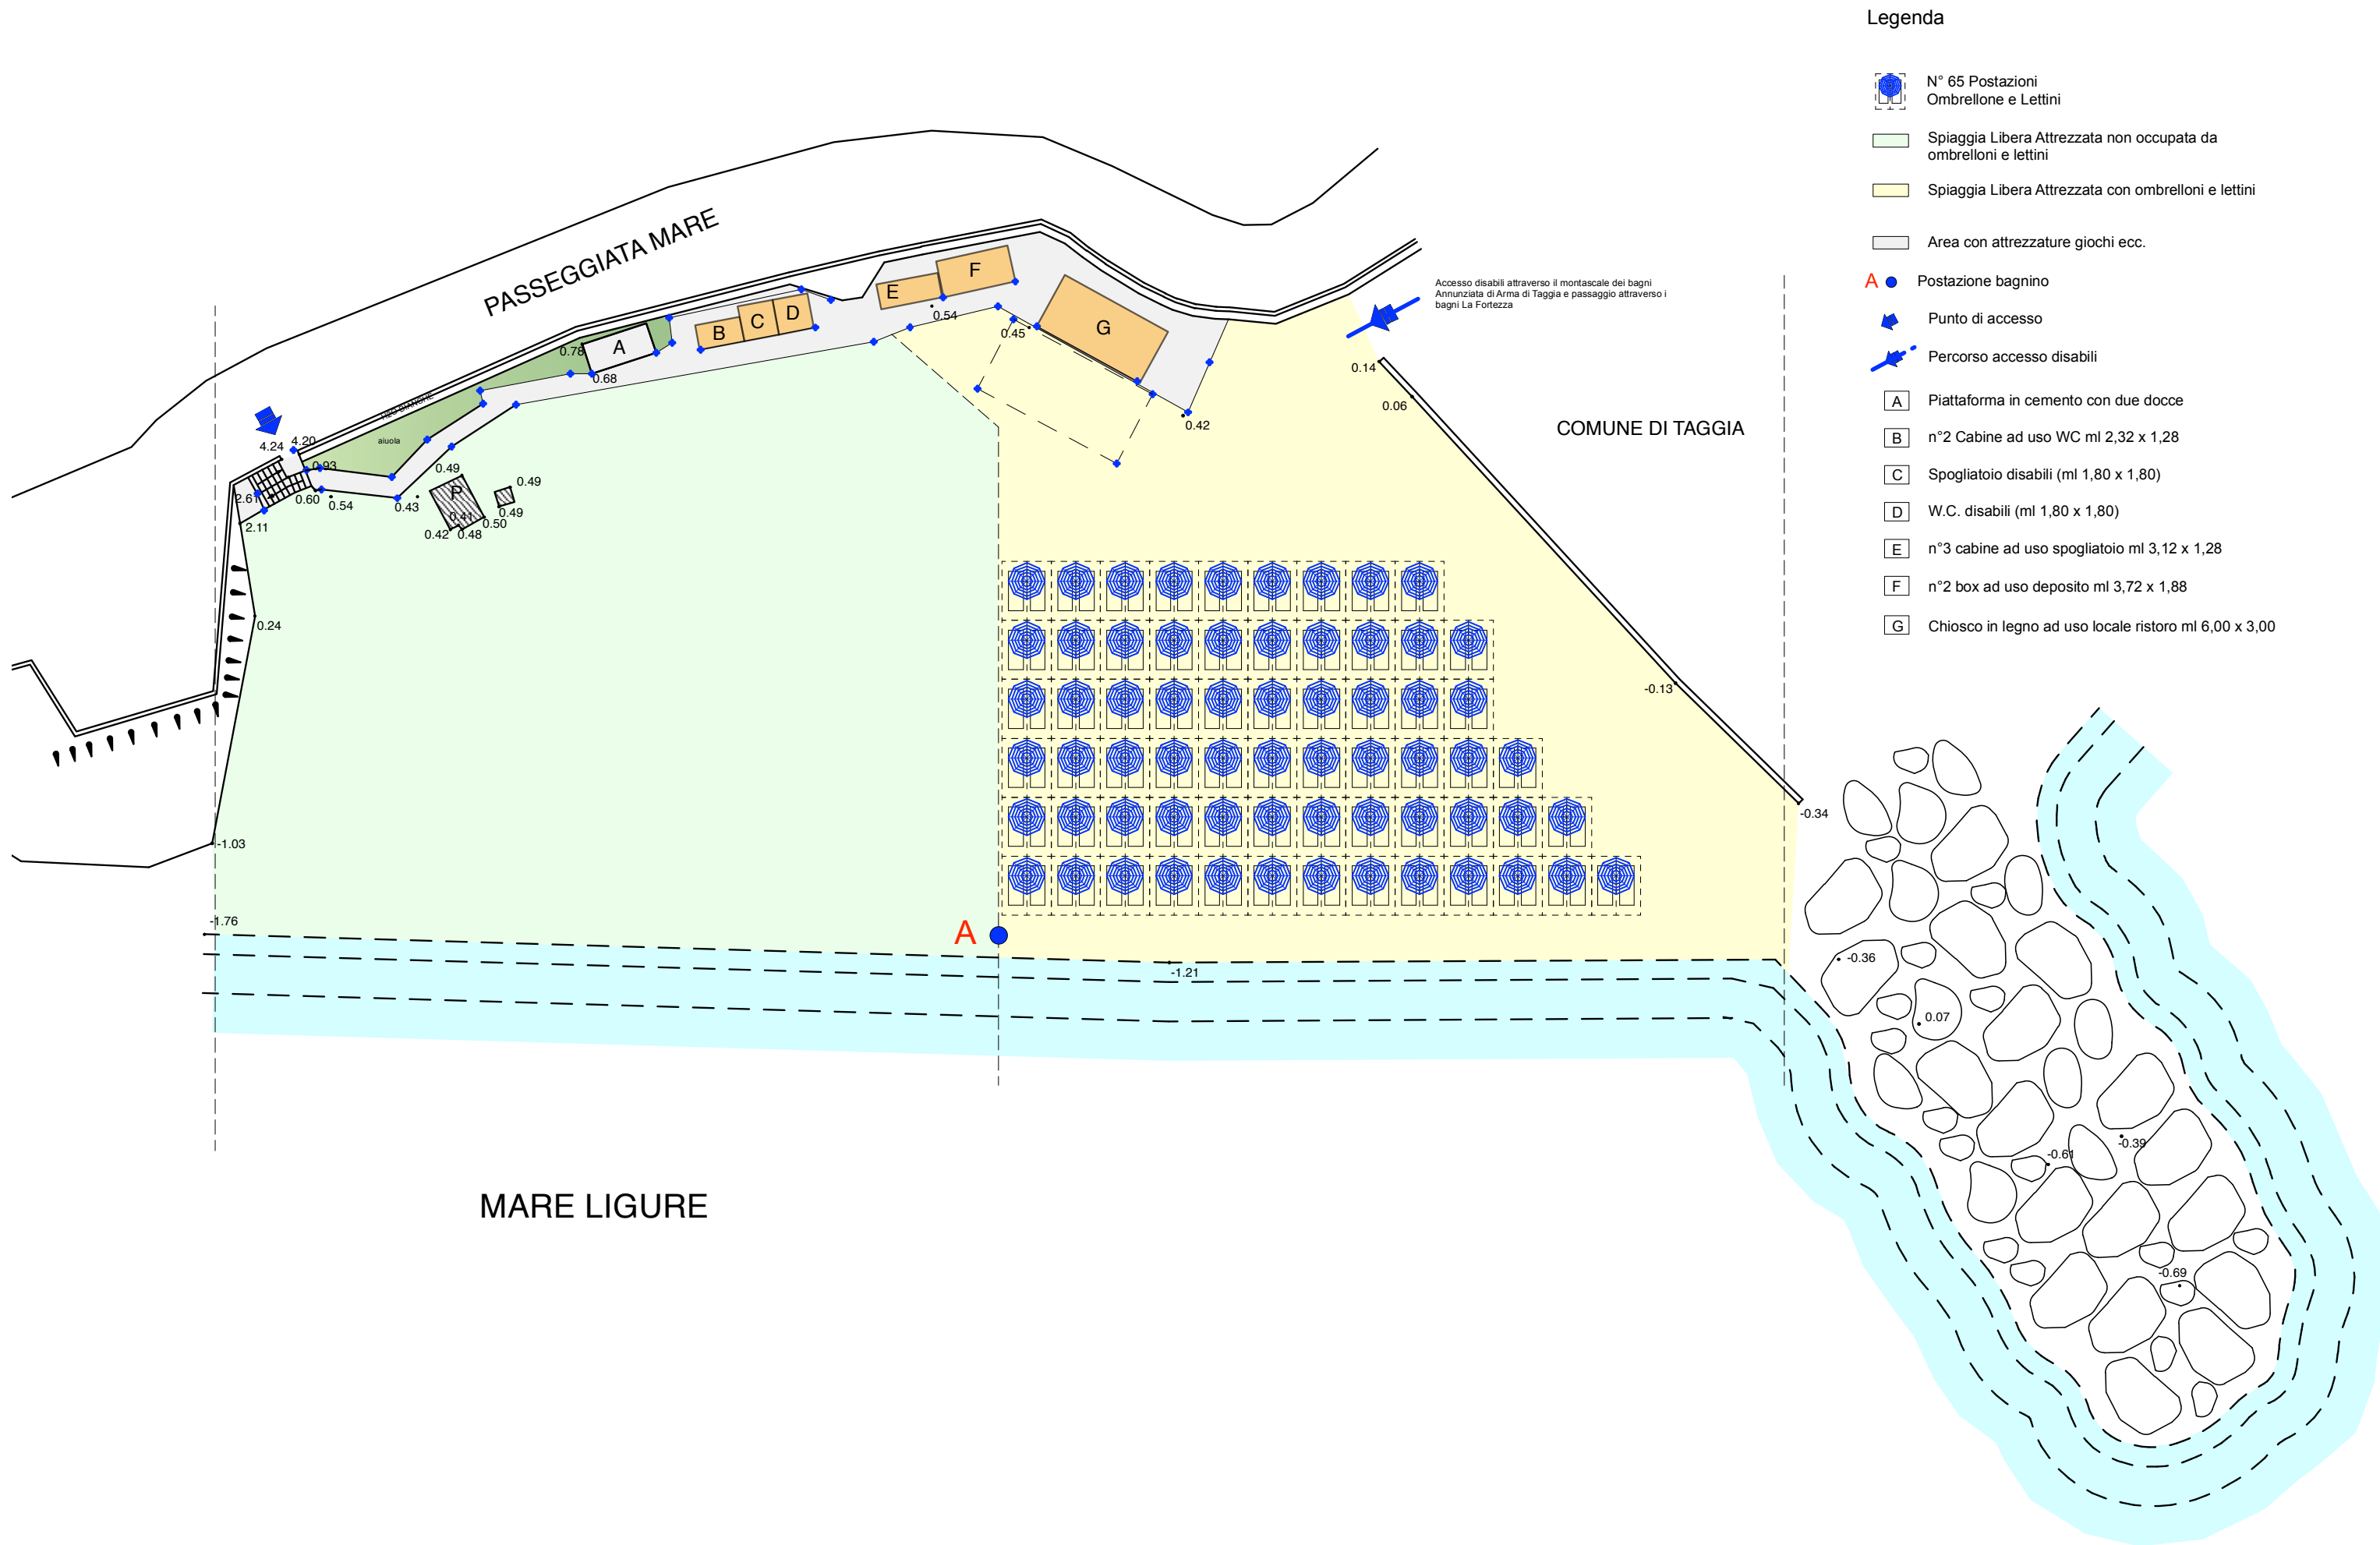 Legenda
N° 65 Postazioni
Ombrellone e Lettini
Spiaggia Libera Attrezzata non occupata da
ombrelloni e lettini
Spiaggia Libera Attrezzata con ombrelloni e lettini
Area con attrezzature giochi ecc.
A Postazione bagnino
Punto di accesso
Percorso accesso disabili
A Piattaforma in cemento con due docce
B n°2 Cabine ad uso WC ml 2,32 x 1,28
C Spogliatoio disabili (ml 1,80 x 1,80)
D W.C. disabili (ml 1,80 x 1,80)
E n°3 cabine ad uso spogliatoio ml 3,12 x 1,28
F n°2 box ad uso deposito ml 3,72 x 1,88
G Chiosco in legno ad uso locale ristoro ml 6,00 x 3,00
PASSEGGIATA MARE
Accesso disabili attraverso il montascale dei bagni
Annunziata di Arma di Taggia e passaggio attraverso i
bagni La Fortezza
COMUNE DI TAGGIA
F
E
G
D
C
B
A
0.54
0.45
0.42
0.14
0.06
0.78
0.68
H2O BIANCHE
aiuola
4.24
4.20
0.93
2.61
0.60
0.54
2.11
0.43
0.49
P
0.41
0.42
0.48
0.50
0.49
0.49
0.24
-0.13
-0.34
-1.03
-1.76
A
-1.21
-0.36
0.07
-0.39
-0.61
-0.69
MARE LIGURE